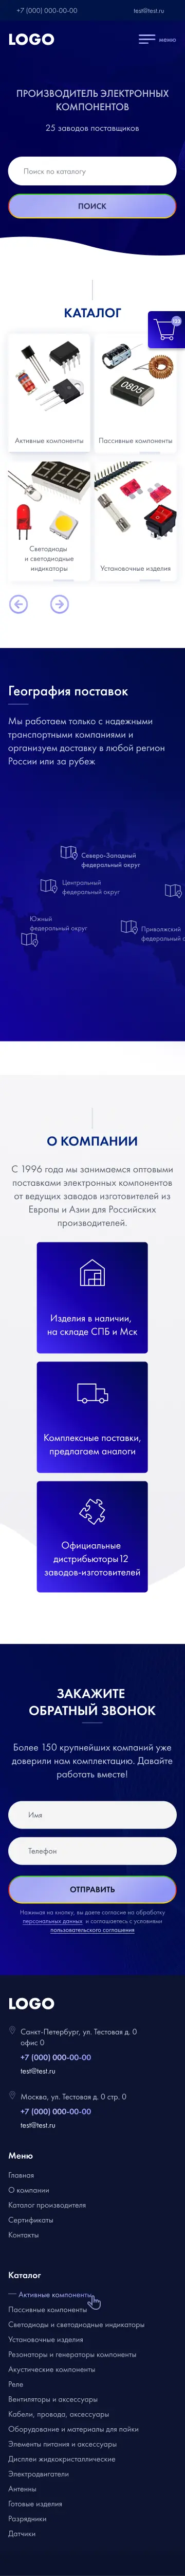 +7 (000) 000-00-00 test@test.ru
LOGO меню
ПРОИЗВОДИТЕЛЬ ЭЛЕКТРОННЫХ
КОМПОНЕНТОВ
25 заводов поставщиков
Поиск по каталогу
ПОИСК
КАТАЛОГ
0805
Активные компоненты
Пассивные компоненты
Светодиоды
и светодиодные
индикаторы
Установочные изделия
География поставок
Мы работаем только с надежными
транспортными компаниями и
организуем доставку в любой регион
России или за рубеж
Северо-Западный
федеральный округ
Центральный
федеральный округ
Южный
федеральный округ
Приволжский
федеральный о
О КОМПАНИИ
С 1996 года мы занимаемся оптовыми
поставками электронных компонентов
от ведущих заводов изготовителей из
Европы и Азии для Российских
производителей.
Изделия в наличии,
на складе СПБ и Мск
Комплексные поставки,
предлагаем аналоги
Официальные
дистрибьюторы12
заводов-изготовителей
ЗАКАЖИТЕ
ОБРАТНЫЙ ЗВОНОК
Более 150 крупнейших компаний уже
доверили нам комплектацию. Давайте
работать вместе!
Имя
Телефон
ОТПРАВИТЬ
Нажимая на кнопку, вы даете согласие на обработку
персональных данных и соглашаетесь с условиями
пользовательского соглашения
LOGO
Санкт-Петербург, ул. Тестовая д. 0
офис 0
+7 (000) 000-00-00
test@test.ru
Москва, ул. Тестовая д. 0 стр. 0
+7 (000) 000-00-00
test@test.ru
Меню
Главная
О компании
Каталог производителя
Сертификаты
Контакты
Каталог
Активные компоненты
Пассивные компоненты
Светодиоды и светодиодные индикаторы
Установочные изделия
Резонаторы и генераторы компоненты
Акустические компоненты
Реле
Вентиляторы и аксессуары
Кабели, провода, аксессуары
Оборудование и материалы для пайки
Элементы питания и аксессуары
Дисплеи жидкокристаллические
Электродвигатели
Антенны
Готовые изделия
Разрядники
Датчики